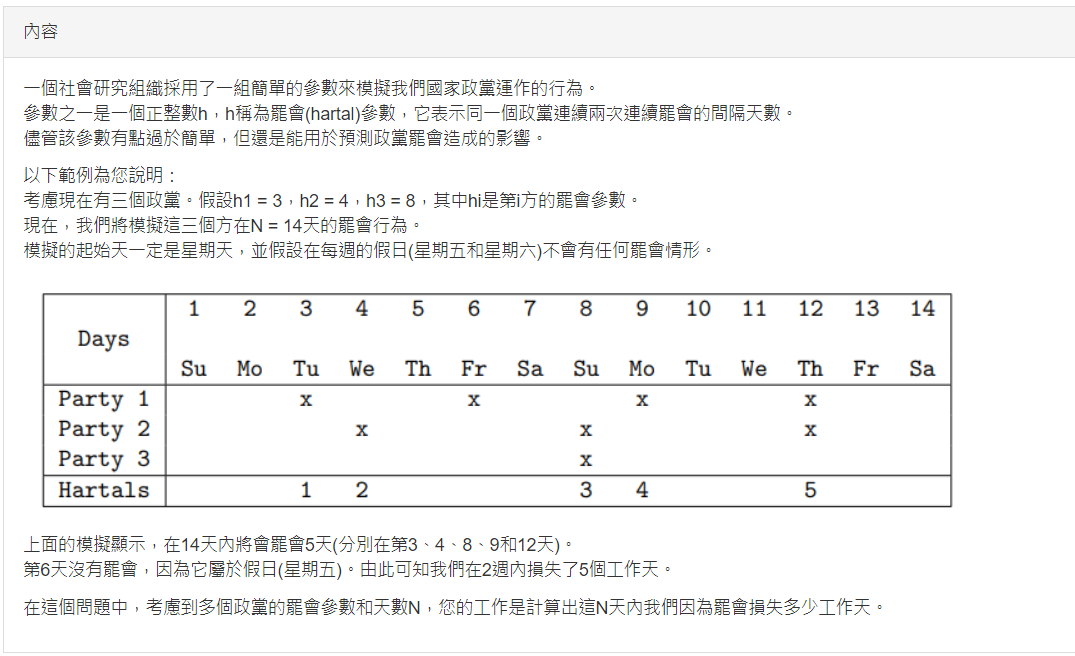 內容
一個社會研究組織採用了一組簡單的參數來模擬我們國家政黨運作的行為。
參數之一是一個正整數h，h稱為罷會(hartal)參數，它表示同一個政黨連續兩次連續罷會的間隔天數。
儘管該參數有點過於簡單，但還是能用於預測政黨罷會造成的影響。
以下範例為您說明：
考慮現在有三個政黨。假設h1 = 3，h2 = 4，h3 = 8，其中hi是第i方的罷會參數。
現在，我們將模擬這三個方在N = 14天的罷會行為。
模擬的起始天一定是星期天，並假設在每週的假日(星期五和星期六)不會有任何罷會情形。
1 2 3 4 5 6 7 8 9 10 11 12 13 14
Days
Su Mo Tu We Th Fr Sa Su Mo Tu We Th Fr Sa
Party 1 x x x x
Party 2 x x x
Party 3 x
Hartals 1 2 3 4 5
上面的模擬顯示，在14天內將會罷會5天(分別在第3、4、8、9和12天)。
第6天沒有罷會，因為它屬於假日(星期五)。由此可知我們在2週內損失了5個工作天。
在這個問題中，考慮到多個政黨的罷會參數和天數N，您的工作是計算出這N天內我們因為罷會損失多少工作天。